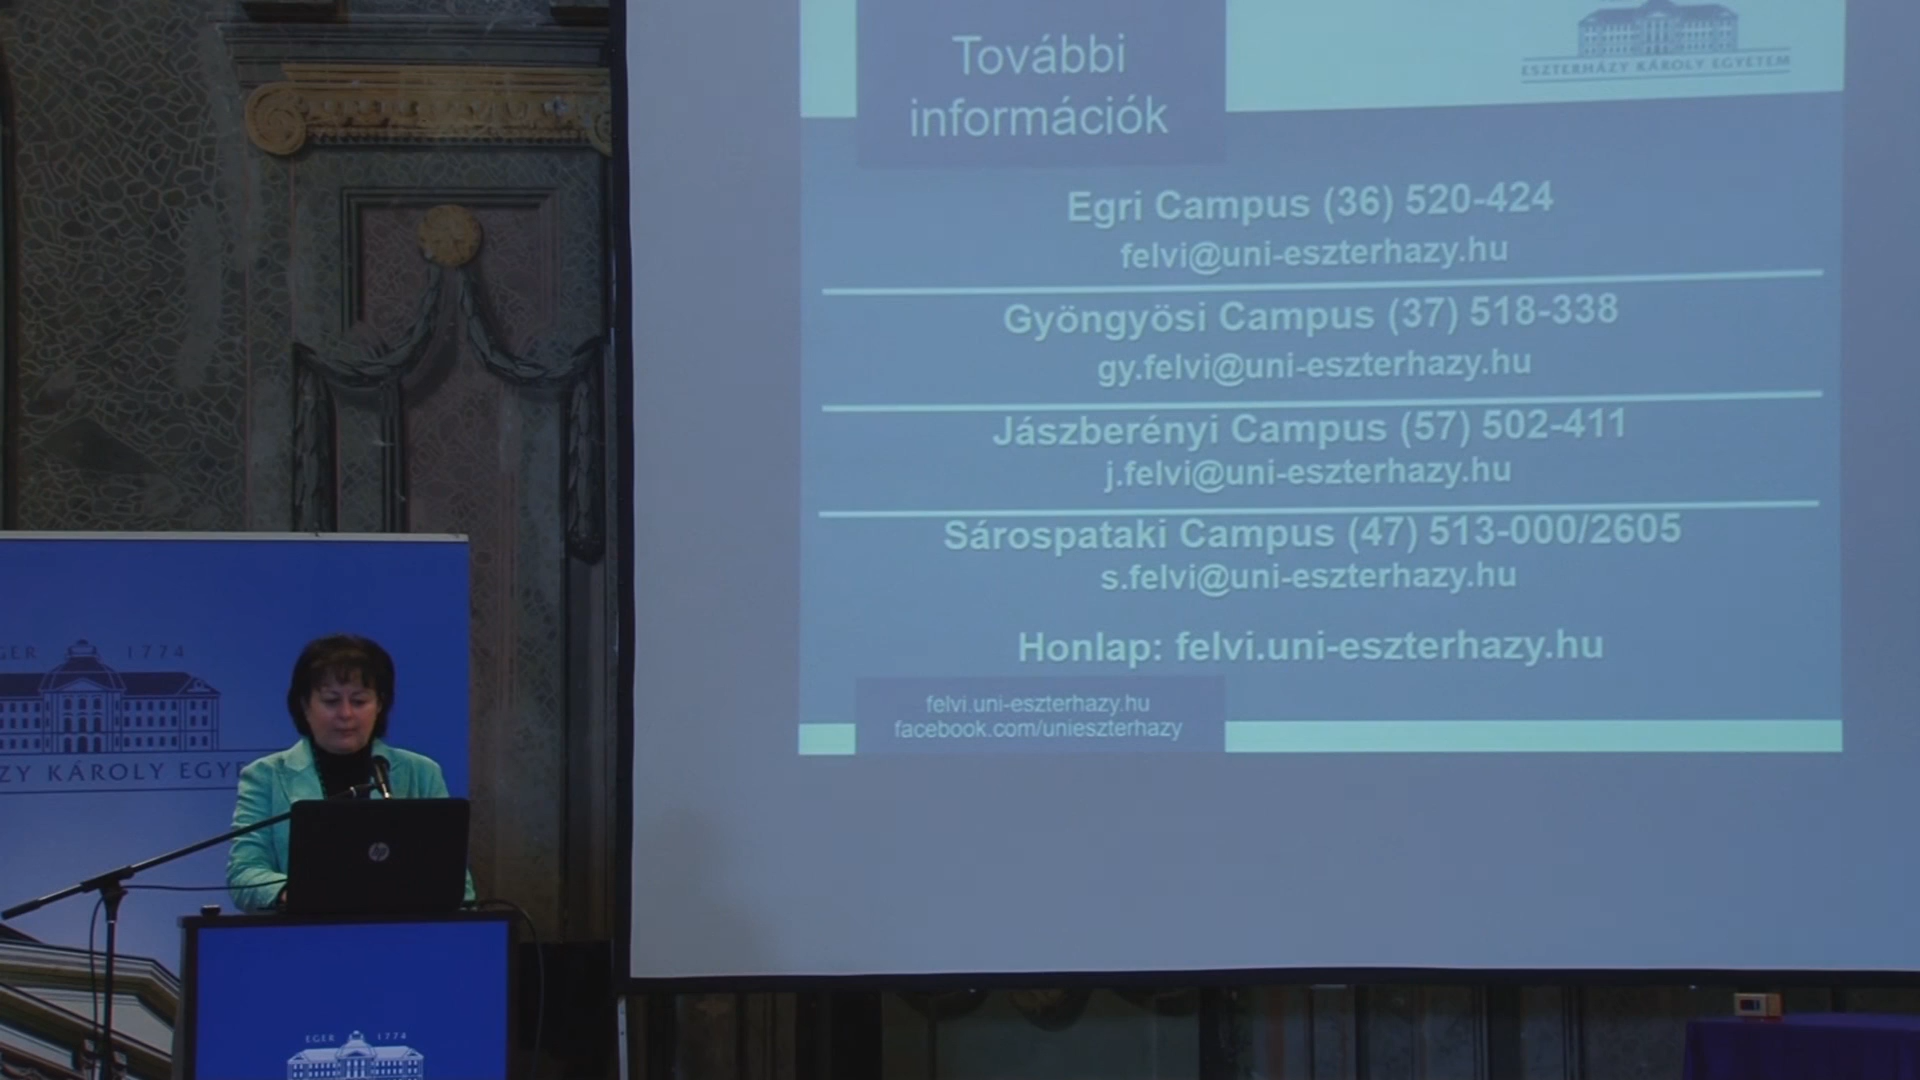 További
információk
ESZTERHÁZY KÁROLY EGYETEM
Egri Campus (36) 520-424
felvi@uni-eszterhazy.hu
Gyöngyösi Campus (37) 518-338
gy.felvi@uni-eszterhazy.hu
Jászberényi Campus (57) 502-411
j.felvi@uni-eszterhazy.hu
Sárospataki Campus (47) 513-000/2605
s.felvi@uni-eszterhazy.hu
Honlap: felvi.uni-eszterhazy.hu
felvi.uni-eszterhazy.hu
facebook.com/unieszterhazy
GER 1774
ZY KÁROLY EGYE
hp
EGER 1774